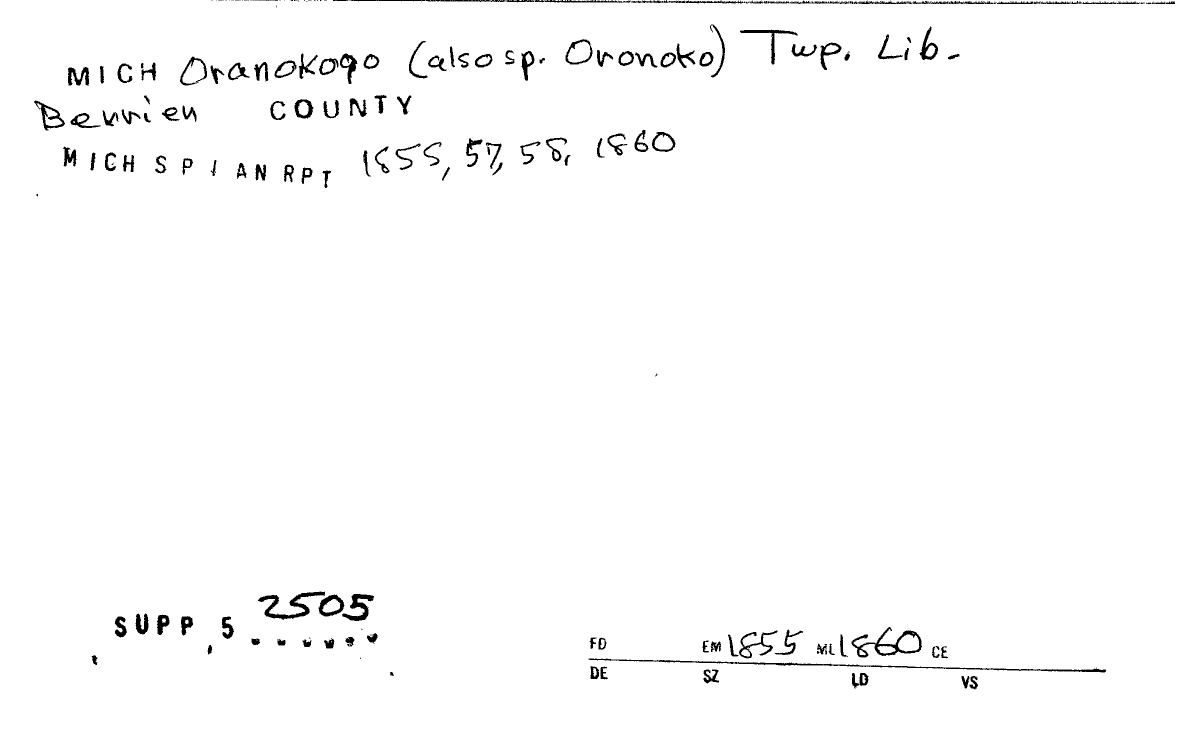 MICH Oranokogo (also sp. Oronoko) Twp. Lib.
Berrien COUNTY
MICH SPI AN RPT 1855, 57, 58, 1860
SUPP, 5 2505
FD EM 1855 ML 1860 CE
DE SZ LD VS